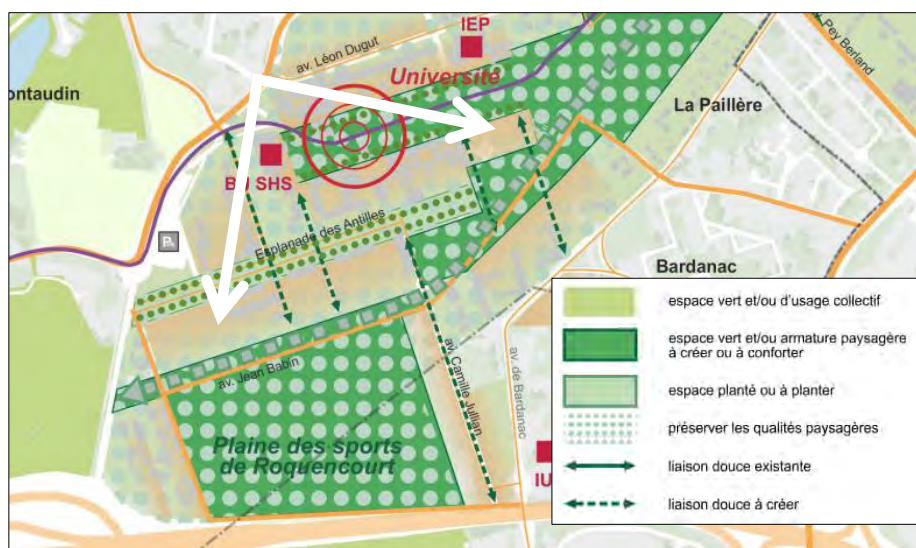 IEP
av. Léon Dugut
Université
Pey Berland
ontaudin
La Paillère
BU SHS
Esplanade des Antilles
P
Bardanac
av. Jean Babin
av. Camille Jullian
av. de Bardanac
Plaine des sports
de Roquencourt
IU
espace vert et/ou d'usage collectif
espace vert et/ou armature paysagère
à créer ou à conforter
espace planté ou à planter
préserver les qualités paysagères
liaison douce existante
liaison douce à créer